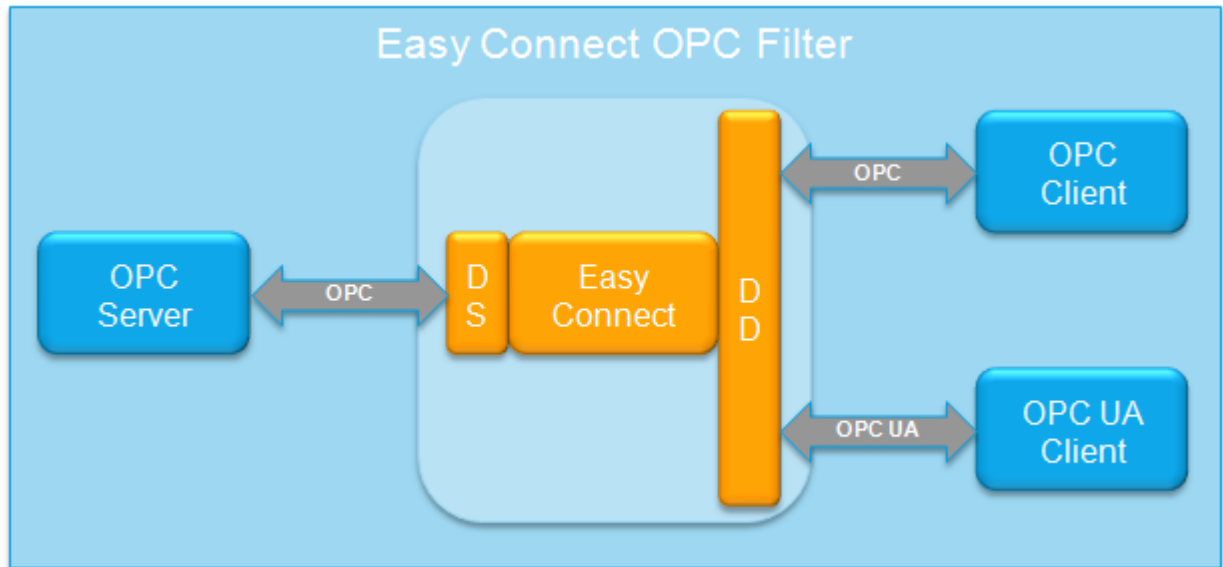 Easy Connect OPC Filter
OPC
Server
OPC
D
S
Easy
Connect
D
D
OPC
OPC
Client
OPC UA
OPC UA
Client